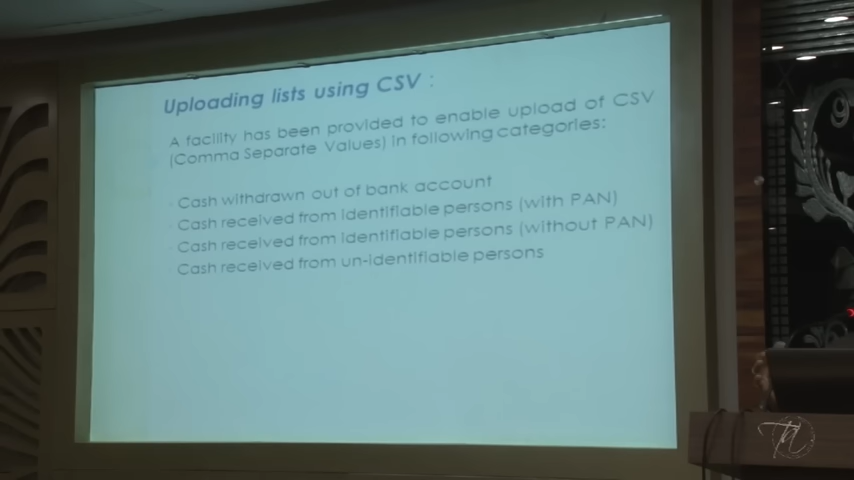 Uploading lists using CSV :
A facility has been provided to enable upload of CSV
(Comma Separate Values) in following categories:
Cash withdrawn out of bank account
Cash received from identifiable persons (with PAN)
Cash received from identifiable persons (without PAN)
Cash received from un-identifiable persons